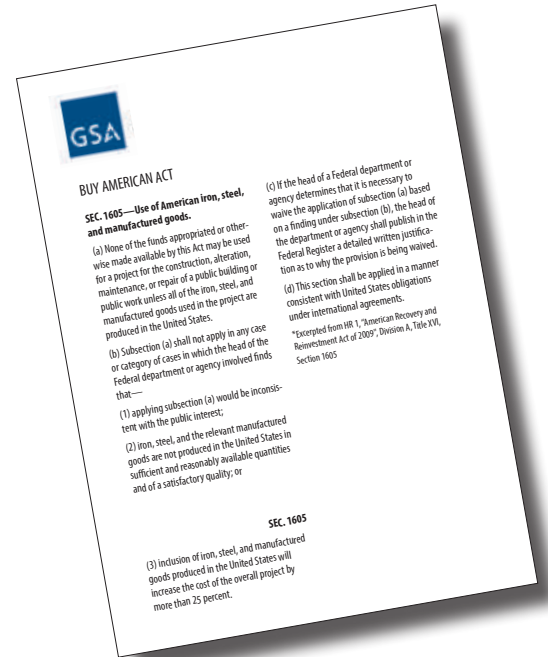 GSA
BUY AMERICAN ACT
SEC. 1605—Use of American iron, steel,
and manufactured goods.
(a) None of the funds appropriated or other-
wise made available by this Act may be used
for a project for the construction, alteration,
maintenance, or repair of a public building or
public work unless all of the iron, steel, and
manufactured goods used in the project are
produced in the United States.
(b) Subsection (a) shall not apply in any case
or category of cases in which the head of the
Federal department or agency involved finds
that—
(1) applying subsection (a) would be inconsis-
tent with the public interest;
(2) iron, steel, and the relevant manufactured
goods are not produced in the United States in
sufficient and reasonably available quantities
and of a satisfactory quality; or
SEC. 1605
(3) inclusion of iron, steel, and manufactured
goods produced in the United States will
increase the cost of the overall project by
more than 25 percent.
(c) If the head of a Federal department or
agency determines that it is necessary to
waive the application of subsection (a) based
on a finding under subsection (b), the head of
the department or agency shall publish in the
Federal Register a detailed written justifica-
tion as to why the provision is being waived.
(d) This section shall be applied in a manner
consistent with United States obligations
under international agreements.
*Excerpted from HR 1, "American Recovery and
Reinvestment Act of 2009", Division A, Title XVI,
Section 1605